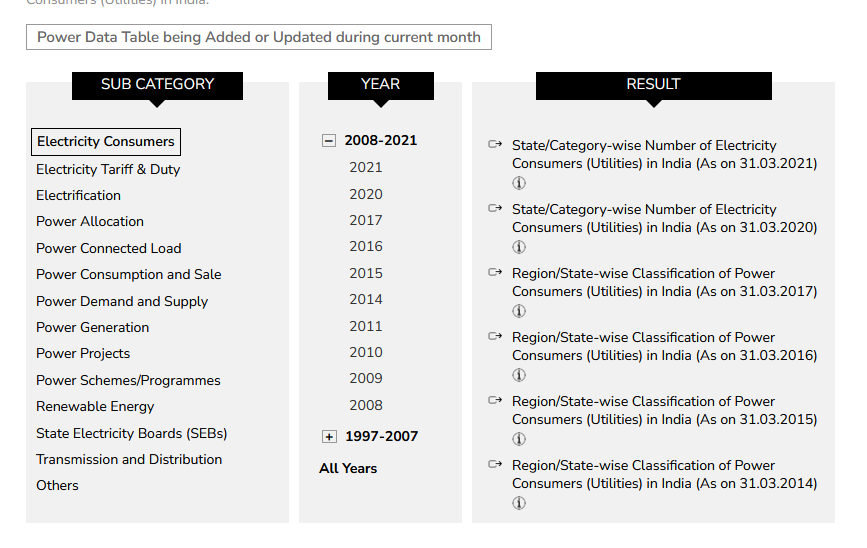 Consumers (Utilities) in India.
Power Data Table being Added or Updated during current month
SUB CATEGORY
Electricity Consumers
Electricity Tariff & Duty
Electrification
Power Allocation
Power Connected Load
Power Consumption and Sale
Power Demand and Supply
Power Generation
Power Projects
Power Schemes/Programmes
Renewable Energy
State Electricity Boards (SEBs)
Transmission and Distribution
Others
YEAR
2008-2021
2021
2020
2017
2016
2015
2014
2011
2010
2009
2008
1997-2007
All Years
RESULT
State/Category-wise Number of Electricity
Consumers (Utilities) in India (As on 31.03.2021)
State/Category-wise Number of Electricity
Consumers (Utilities) in India (As on 31.03.2020)
Region/State-wise Classification of Power
Consumers (Utilities) in India (As on 31.03.2017)
Region/State-wise Classification of Power
Consumers (Utilities) in India (As on 31.03.2016)
Region/State-wise Classification of Power
Consumers (Utilities) in India (As on 31.03.2015)
Region/State-wise Classification of Power
Consumers (Utilities) in India (As on 31.03.2014)